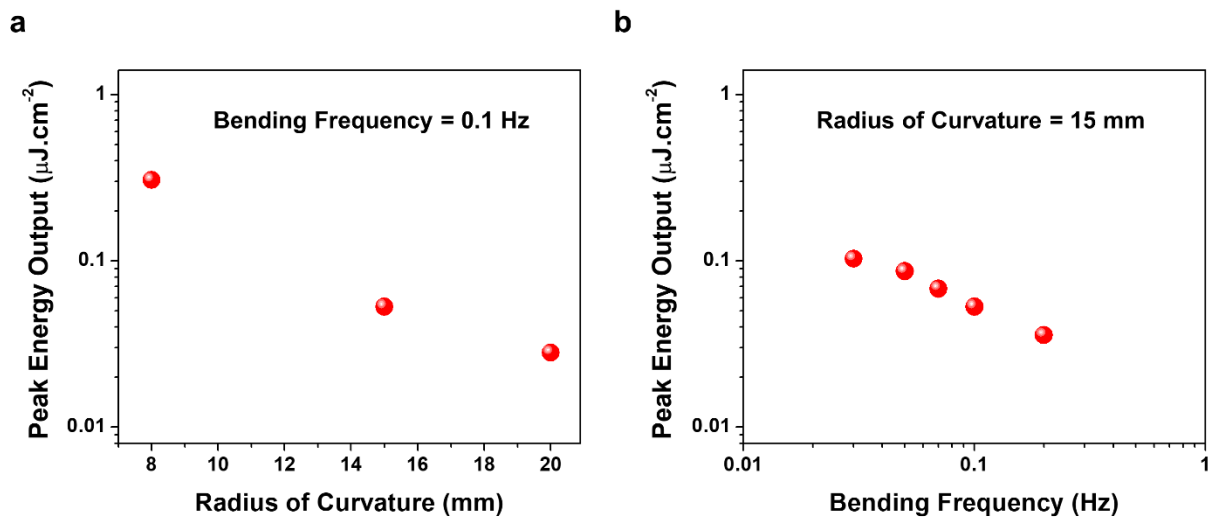 a
Peak Energy Output (μJ.cm⁻²)
1
0.1
0.01
Bending Frequency = 0.1 Hz
8 10 12 14 16 18 20
Radius of Curvature (mm)
b
Peak Energy Output (μJ.cm⁻²)
1
0.1
0.01
Radius of Curvature = 15 mm
0.01 0.1 1
Bending Frequency (Hz)